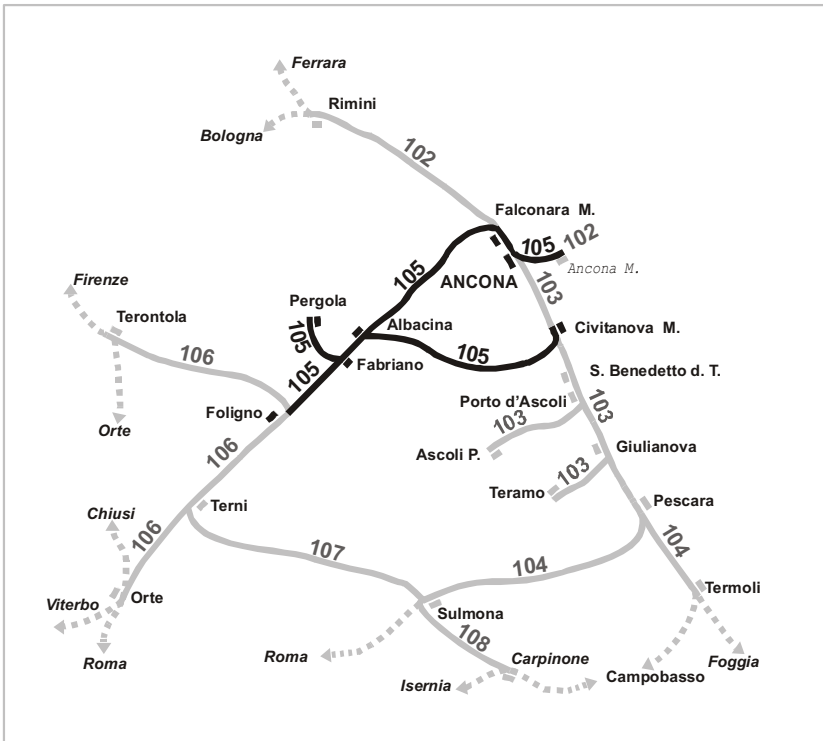 Ferrara
Rimini
Bologna
102
Falconara M.
105
102
Ancona M.
ANCONA
103
105
Firenze
Terontola
Pergola
105
Albacina
Civitanova M.
106
105
105
Fabriano
S. Benedetto d. T.
Foligno
Porto d'Ascoli
103
103
Orte
106
Ascoli P.
Giulianova
103
Teramo
Pescara
Terni
Chiusi
106
107
104
104
Termoli
Viterbo
Orte
Sulmona
108
Roma
Roma
Carpinone
Foggia
Isernia
Campobasso